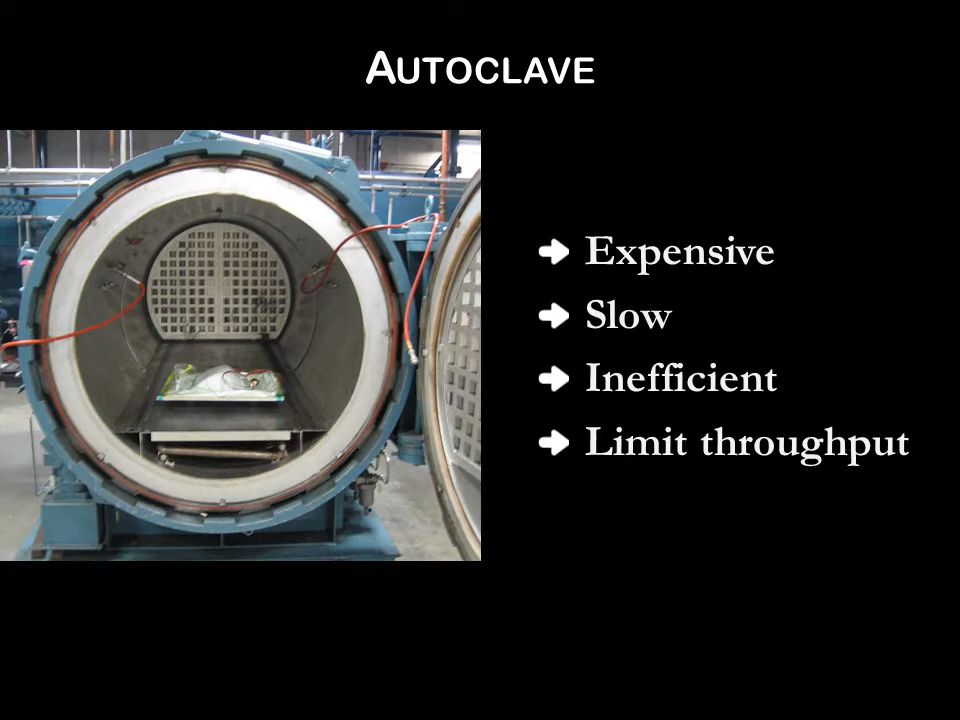 AUTOCLAVE
Expensive
Slow
Inefficient
Limit throughput